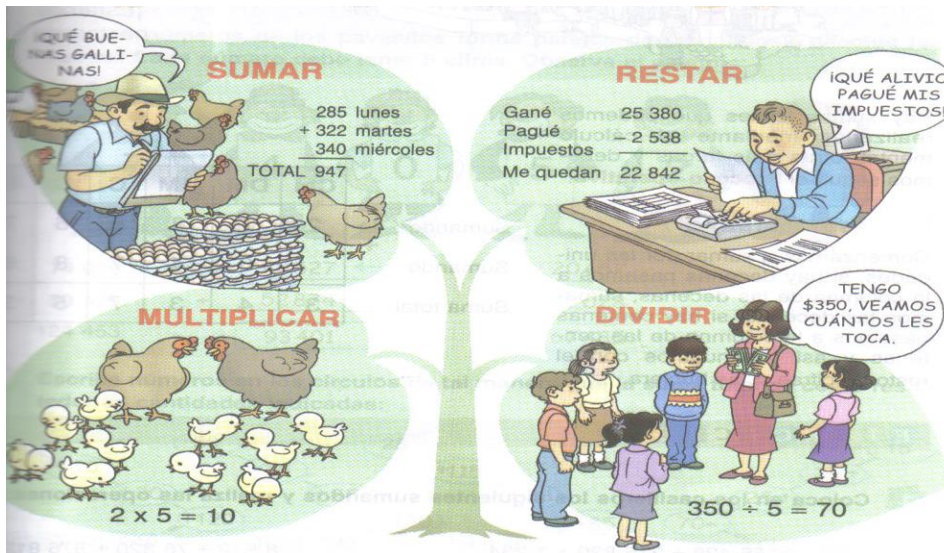 ¡QUÉ BUE-
NAS GALLI-
NAS!
SUMAR
285 lunes
+ 322 martes
340 miércoles
TOTAL 947
RESTAR
Gané 25 380
Pagué - 2 538
Impuestos
Me quedan 22 842
¡QUÉ ALIVIO
PAGUÉ MIS
IMPUESTOS!
MULTIPLICAR
2 x 5 = 10
DIVIDIR
TENGO
$350, VEAMOS
CUÁNTOS LES
TOCA.
350 ÷ 5 = 70